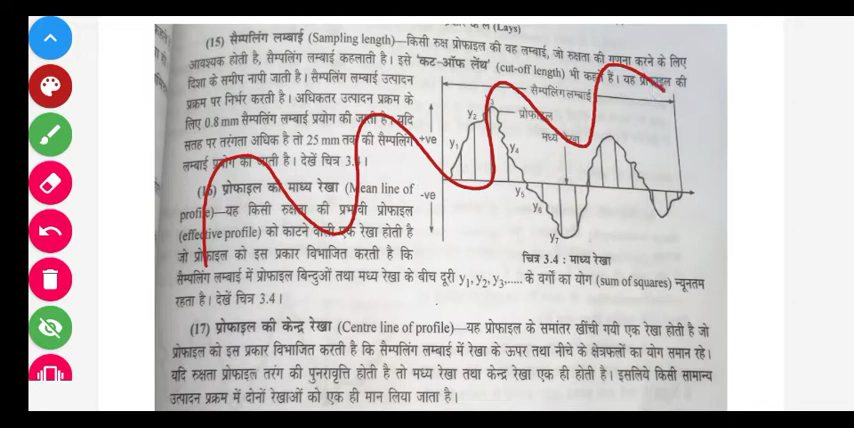 (Lays)
(15) सैम्पलिंग लम्बाई (Sampling length)—किसी रुक्ष प्रोफाइल की वह लम्बाई, जो रुक्षता की गणना करने के लिए
आवश्यक होती है, सैम्पलिंग लम्बाई कहलाती है। इसे 'कट-ऑफ लेंथ' (cut-off length) भी कहते हैं। यह प्रोफाइल की
दिशा के समीप नापी जाती है। सैम्पलिंग लम्बाई उत्पादन
प्रक्रम पर निर्भर करती है। अधिकतर उत्पादन प्रक्रम के
लिए 0.8 mm सैम्पलिंग लम्बाई प्रयोग की जाती है। यदि
सतह पर तरंगता अधिक है तो 25 mm तक की सैम्पलिंग
लम्बाई प्रयोग की जाती है। देखें चित्र 3.4।
(16) प्रोफाइल की माध्य रेखा (Mean line of
profile)—यह किसी रुक्षता की प्रभावी प्रोफाइल
(effective profile) को काटने वाली एक रेखा होती है
जो प्रोफाइल को इस प्रकार विभाजित करती है कि
सैम्पलिंग लम्बाई में प्रोफाइल बिन्दुओं तथा मध्य रेखा के बीच दूरी y1, y2, y3,..... के वर्गों का योग (sum of squares) न्यूनतम
रहता है। देखें चित्र 3.4।
सैम्पलिंग लम्बाई
प्रोफाइल
मध्य रेखा
+ve
-ve
y1
y2
3
y4
y5
y6
y7
चित्र 3.4 : माध्य रेखा
(17) प्रोफाइल की केन्द्र रेखा (Centre line of profile)—यह प्रोफाइल के समांतर खींची गयी एक रेखा होती है जो
प्रोफाइल को इस प्रकार विभाजित करती है कि सैम्पलिंग लम्बाई में रेखा के ऊपर तथा नीचे के क्षेत्रफलों का योग समान रहे।
यदि रुक्षता प्रोफाइल तरंग की पुनरावृत्ति होती है तो मध्य रेखा तथा केन्द्र रेखा एक ही होती है। इसलिये किसी सामान्य
उत्पादन प्रक्रम में दोनों रेखाओं को एक ही मान लिया जाता है।